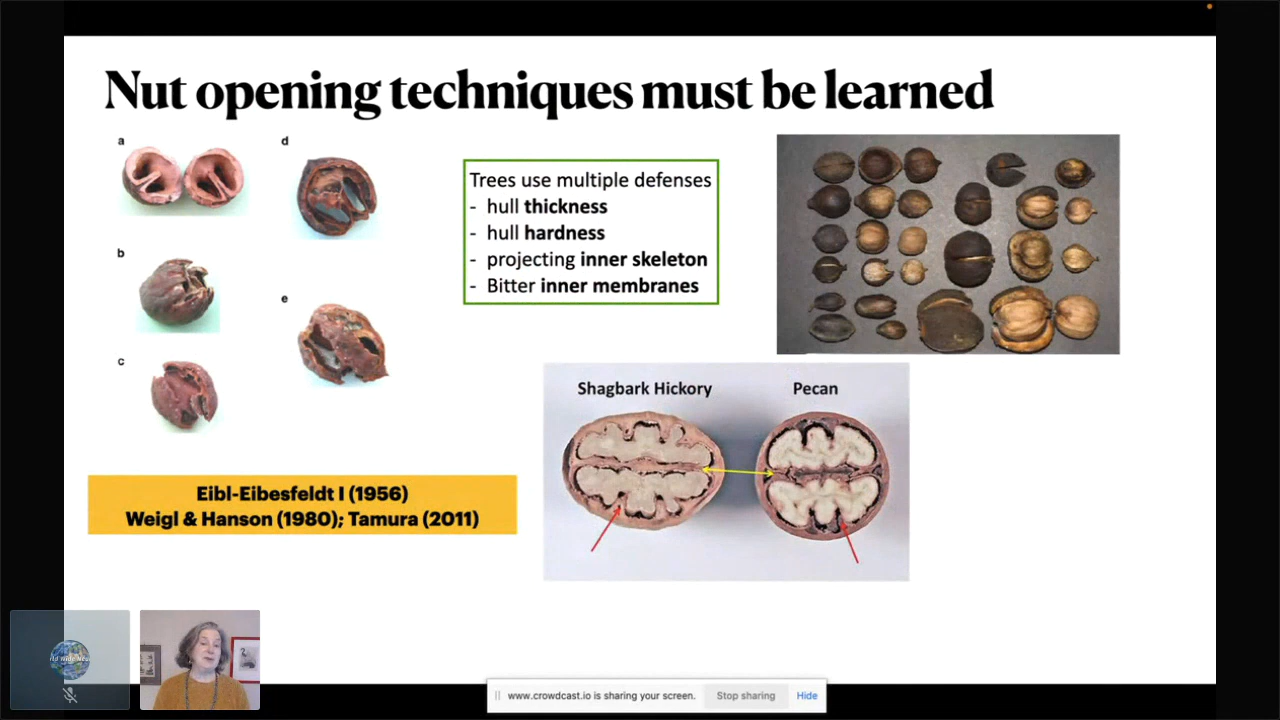 Nut opening techniques must be learned
a
d
b
e
c
Trees use multiple defenses
- hull thickness
- hull hardness
- projecting inner skeleton
- Bitter inner membranes
Shagbark Hickory
Pecan
Eibl-Eibesfeldt I (1956)
Weigl & Hanson (1980); Tamura (2011)
www.crowdcast.io is sharing your screen.
Stop sharing
Hide